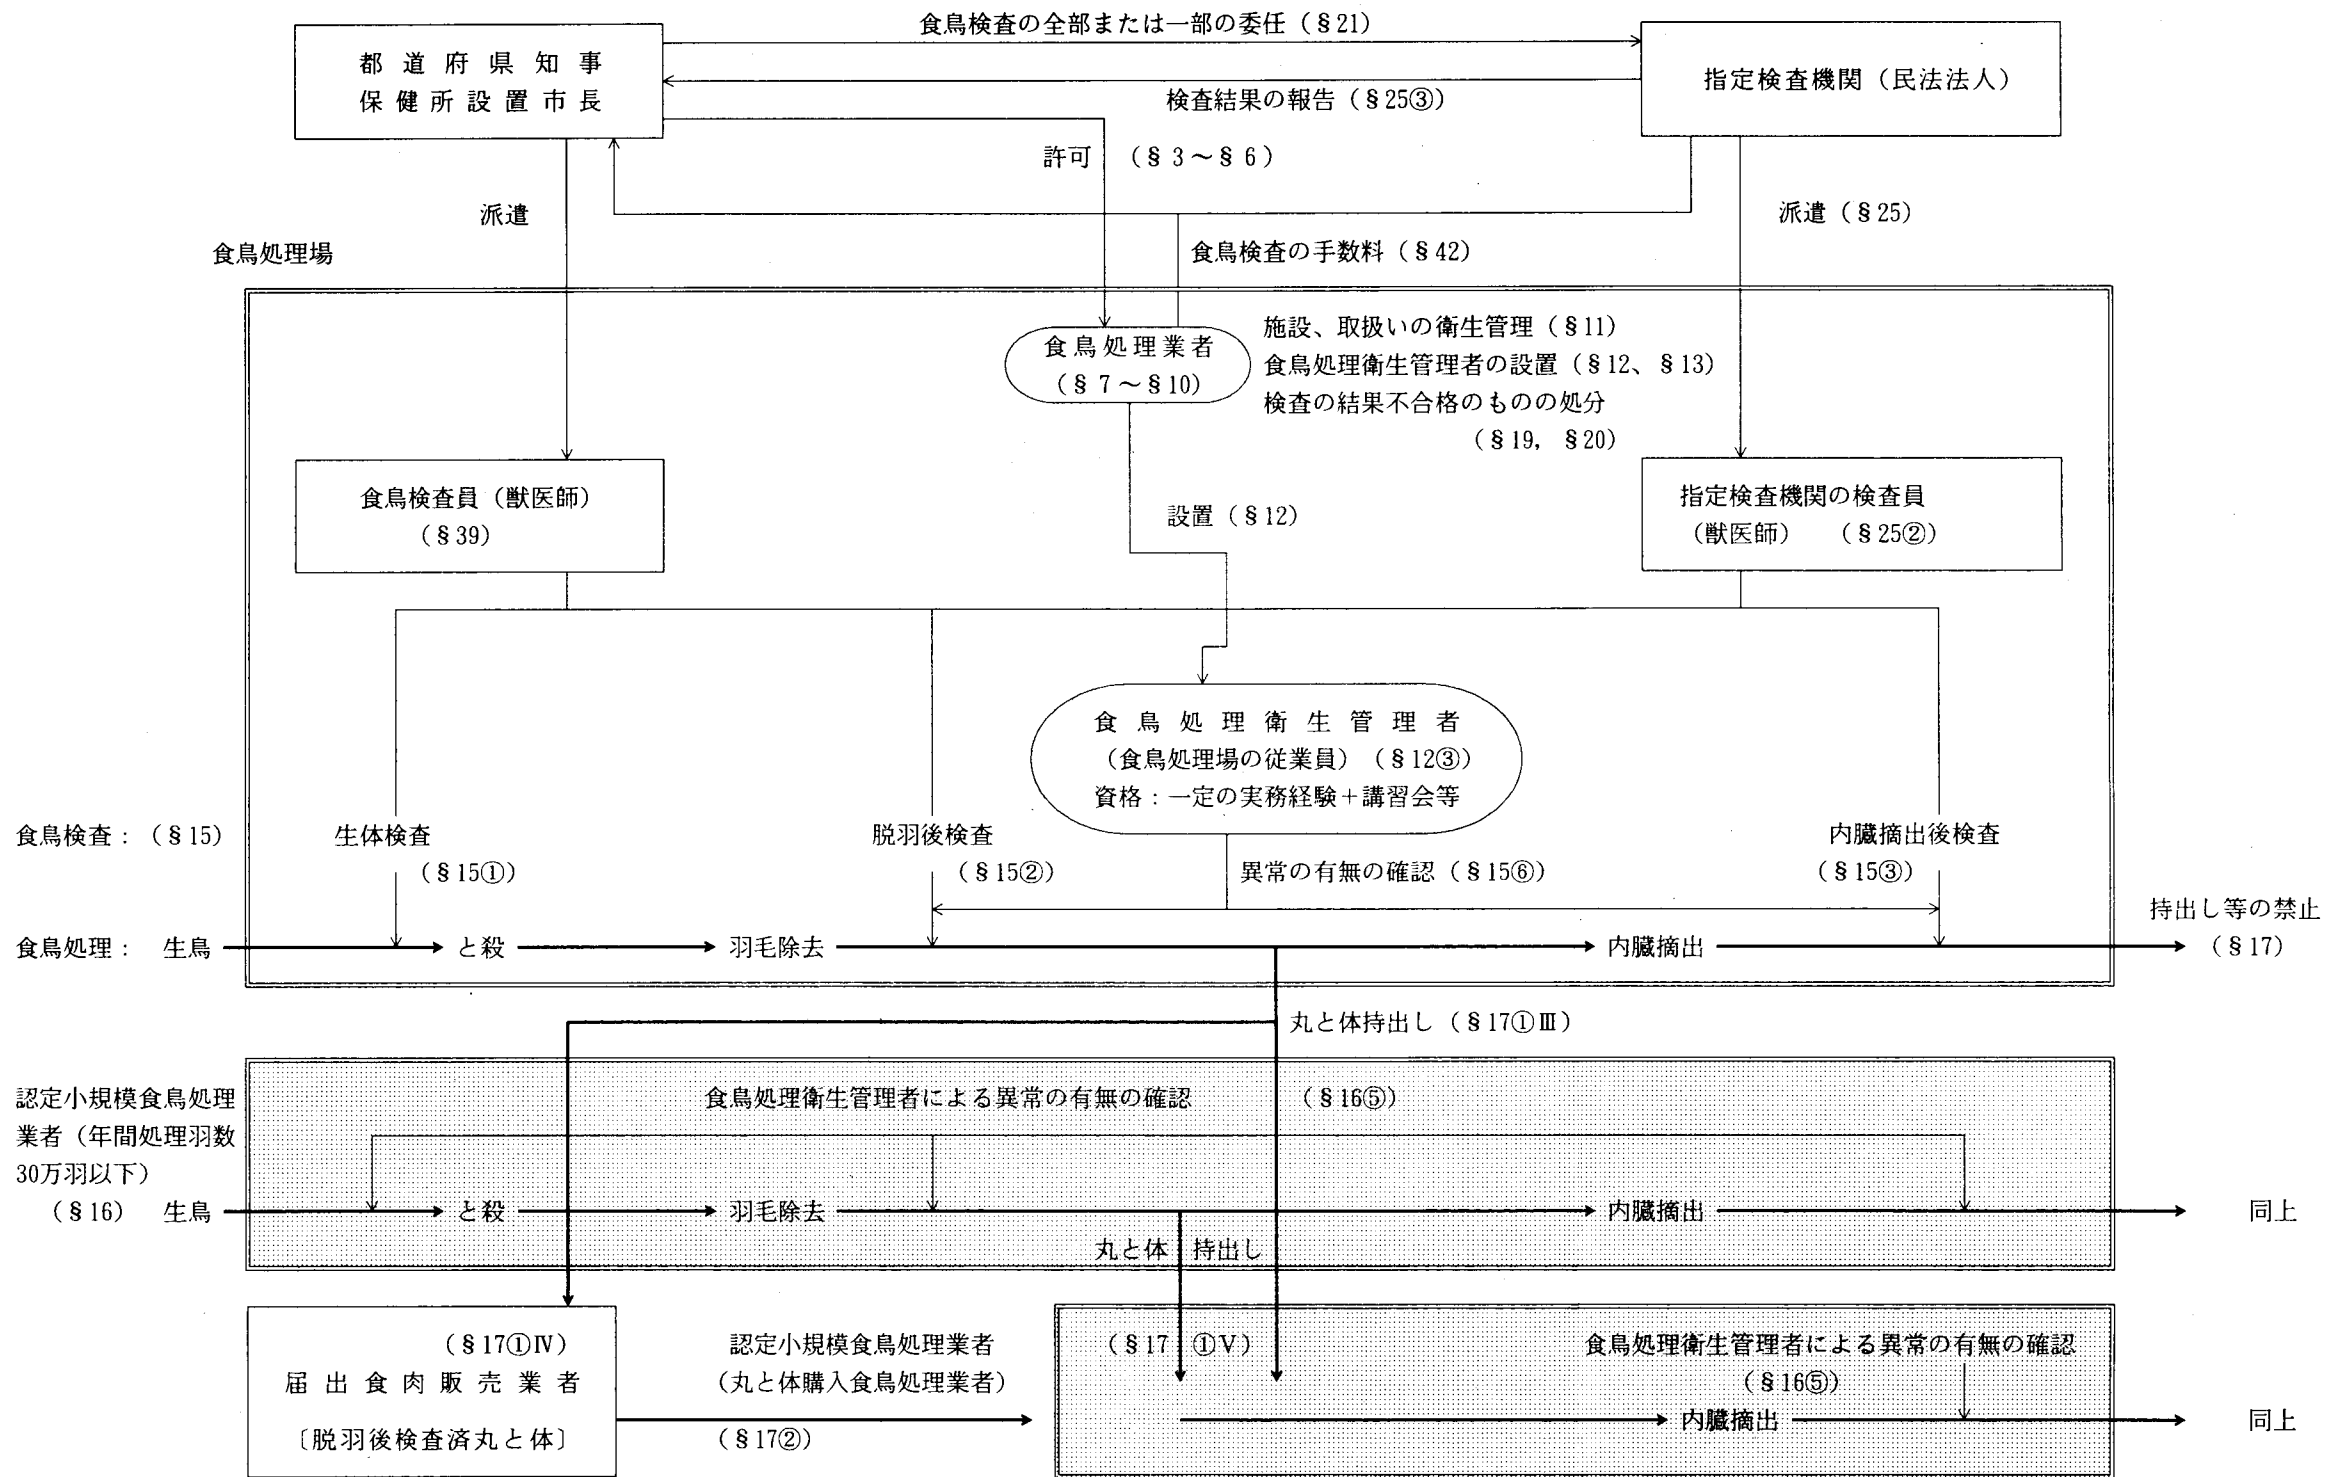 食鳥検査の全部または一部の委任（§21）
都道府県知事
保健所設置市長
指定検査機関（民法法人）
検査結果の報告（§25③）
許可　（§3～§6）
派遣
派遣（§25）
食鳥処理場
食鳥検査の手数料（§42）
食鳥処理業者
（§7～§10）
施設、取扱いの衛生管理（§11）
食鳥処理衛生管理者の設置（§12、§13）
検査の結果不合格のものの処分
（§19, §20）
食鳥検査員（獣医師）
（§39）
設置（§12）
指定検査機関の検査員
（獣医師）　（§25②）
食鳥処理衛生管理者
（食鳥処理場の従業員）（§12③）
資格：一定の実務経験＋講習会等
食鳥検査：（§15）
生体検査
（§15①）
脱羽後検査
（§15②）
異常の有無の確認（§15⑥）
内臓摘出後検査
（§15③）
持出し等の禁止
（§17）
食鳥処理：　生鳥　と殺　羽毛除去　内臓摘出
丸と体持出し（§17①Ⅲ）
認定小規模食鳥処理
業者（年間処理羽数
30万羽以下）
（§16）
食鳥処理衛生管理者による異常の有無の確認　（§16⑤）
生鳥　と殺　羽毛除去　内臓摘出　同上
丸と体　持出し
（§17①Ⅳ）
届出食肉販売業者
〔脱羽後検査済丸と体〕
認定小規模食鳥処理業者
（丸と体購入食鳥処理業者）
（§17②）
（§17　①Ⅴ）
食鳥処理衛生管理者による異常の有無の確認
（§16⑤）
内臓摘出　同上